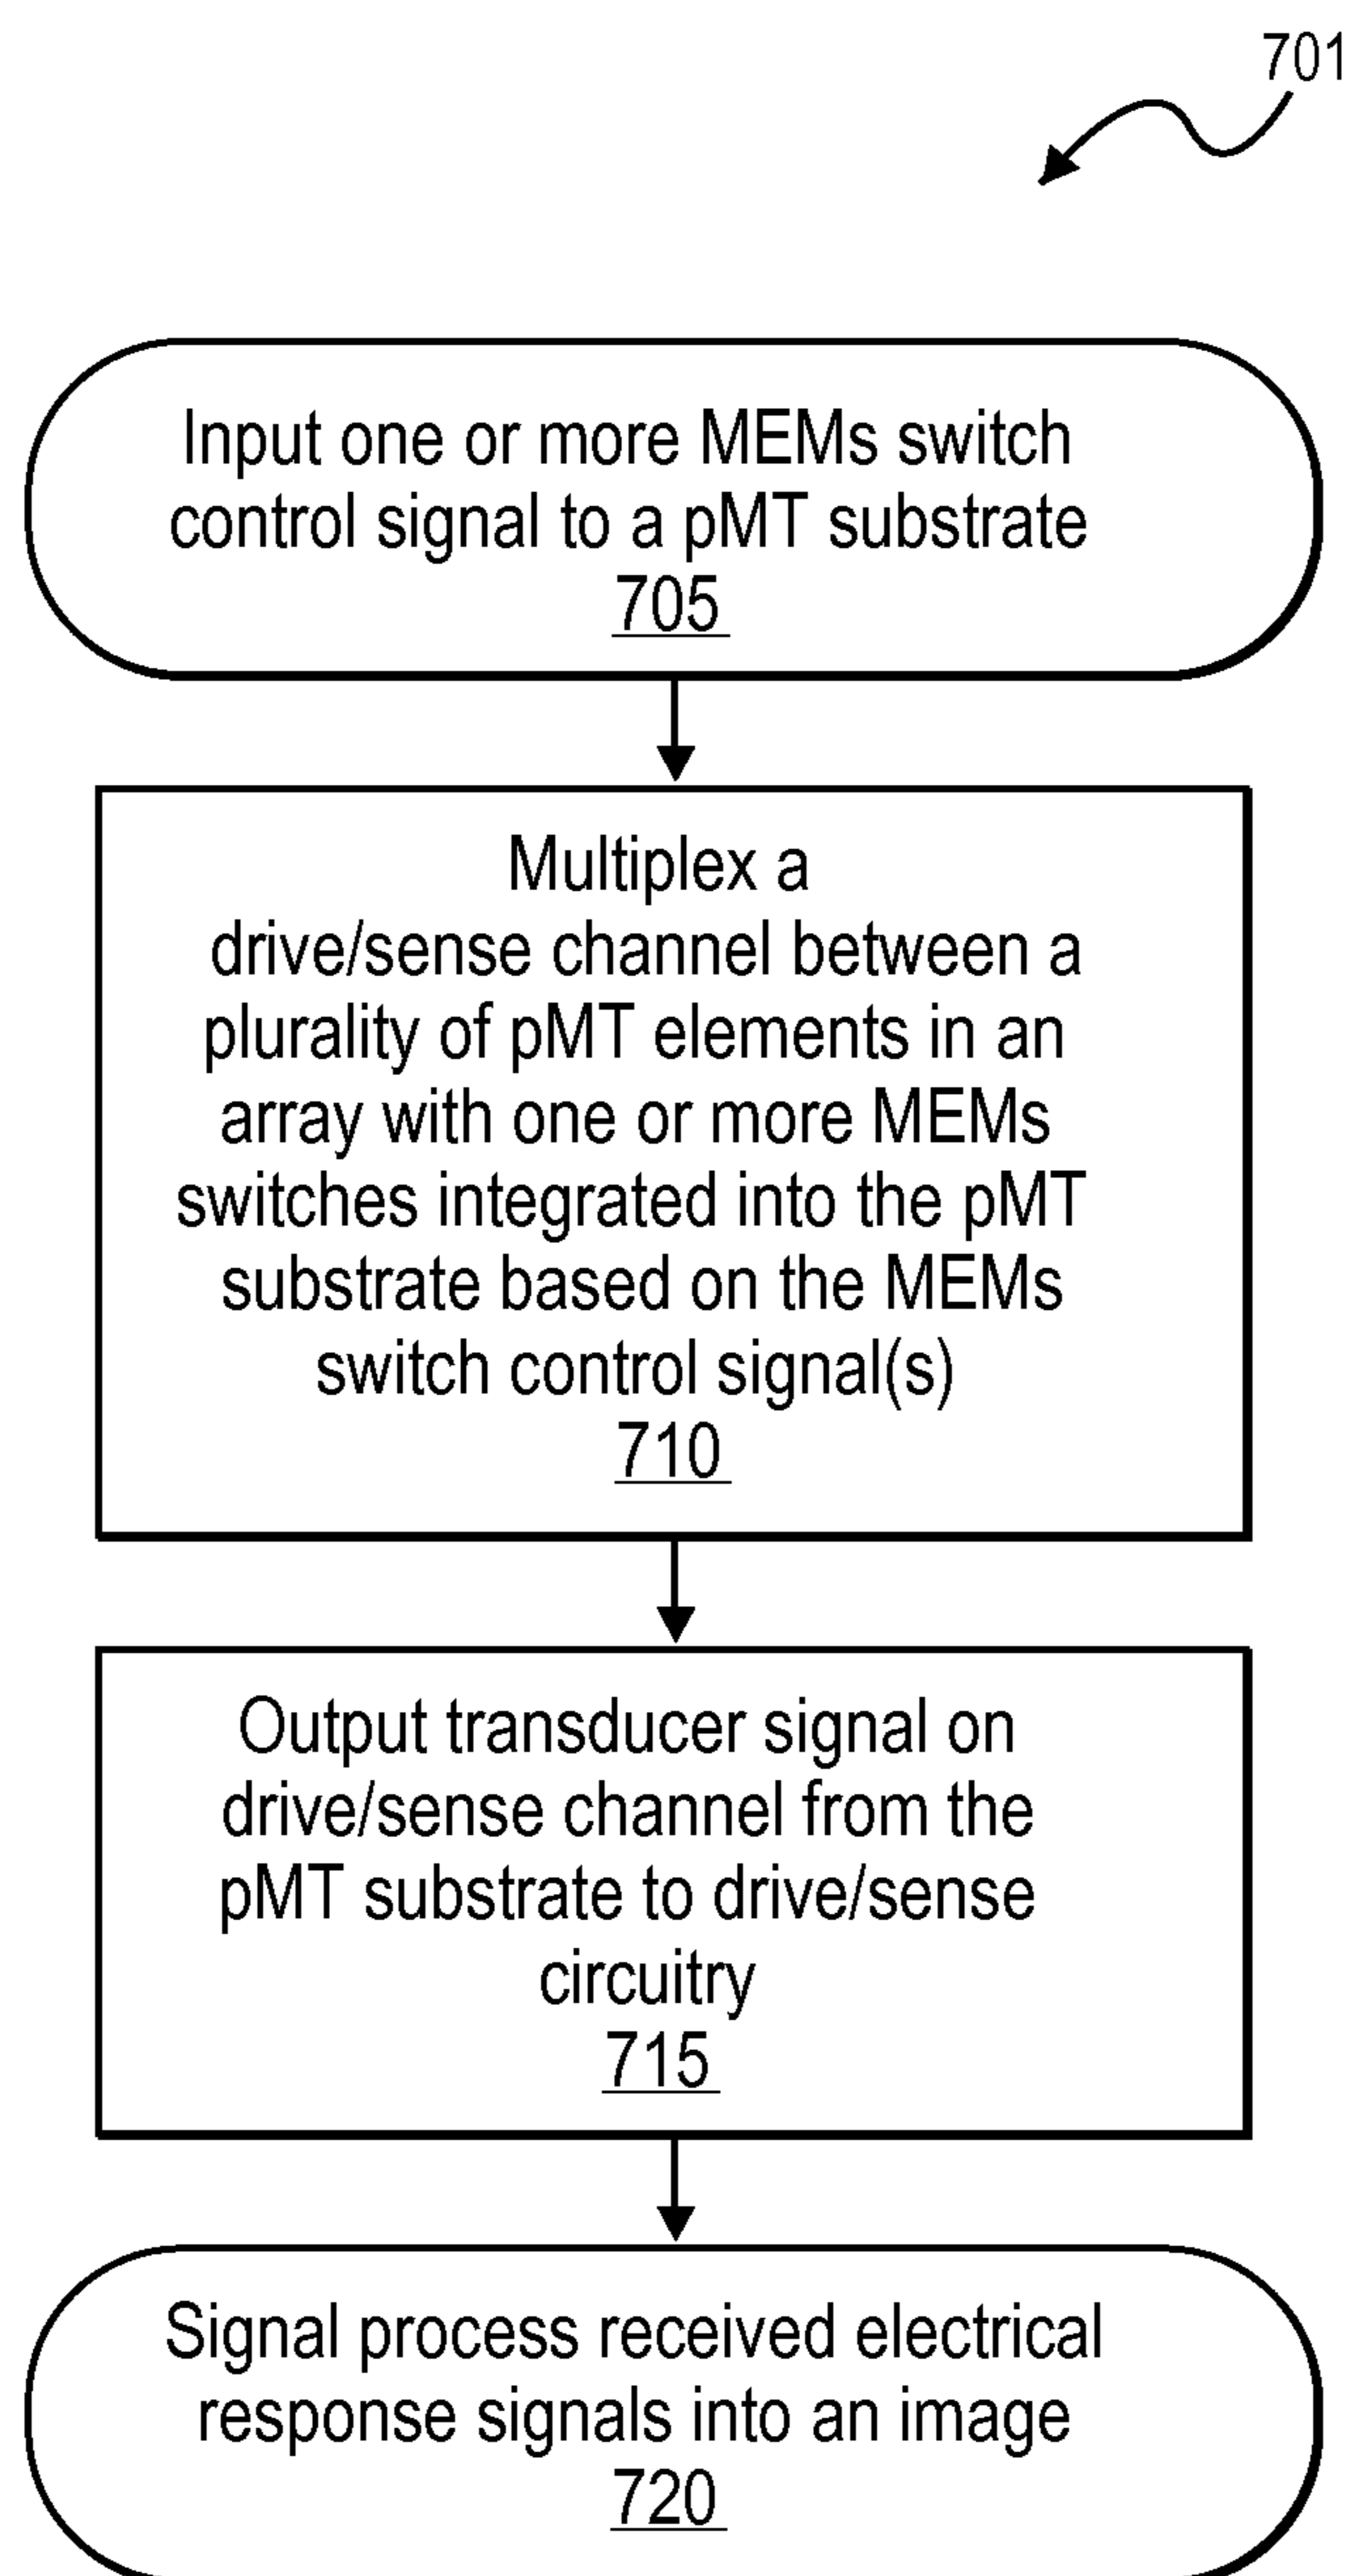 701
Input one or more MEMs switch
control signal to a pMT substrate
705
Multiplex a
drive/sense channel between a
plurality of pMT elements in an
array with one or more MEMs
switches integrated into the pMT
substrate based on the MEMs
switch control signal(s)
710
Output transducer signal on
drive/sense channel from the
pMT substrate to drive/sense
circuitry
715
Signal process received electrical
response signals into an image
720